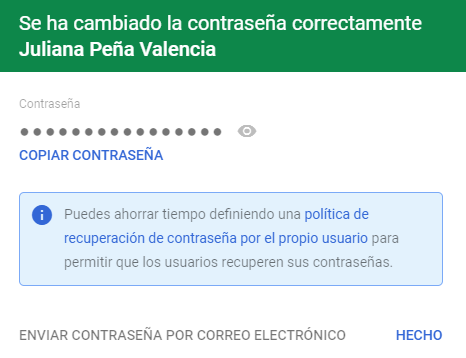 Se ha cambiado la contraseña correctamente
Juliana Peña Valencia
Contraseña
••••••••••••••••
COPIAR CONTRASEÑA
Puedes ahorrar tiempo definiendo una política de
recuperación de contraseña por el propio usuario para
permitir que los usuarios recuperen sus contraseñas.
ENVIAR CONTRASEÑA POR CORREO ELECTRÓNICO HECHO